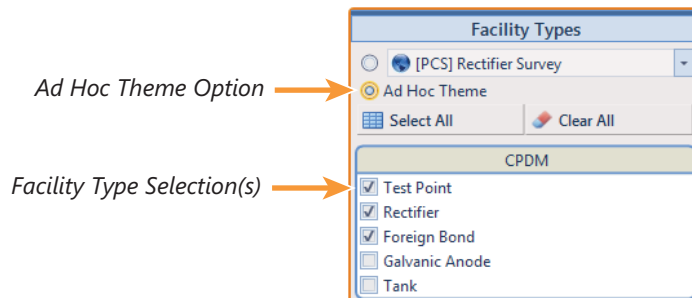 Facility Types
[PCS] Rectifier Survey
Ad Hoc Theme Option
Ad Hoc Theme
Select All Clear All
CPDM
Facility Type Selection(s)
Test Point
Rectifier
Foreign Bond
Galvanic Anode
Tank